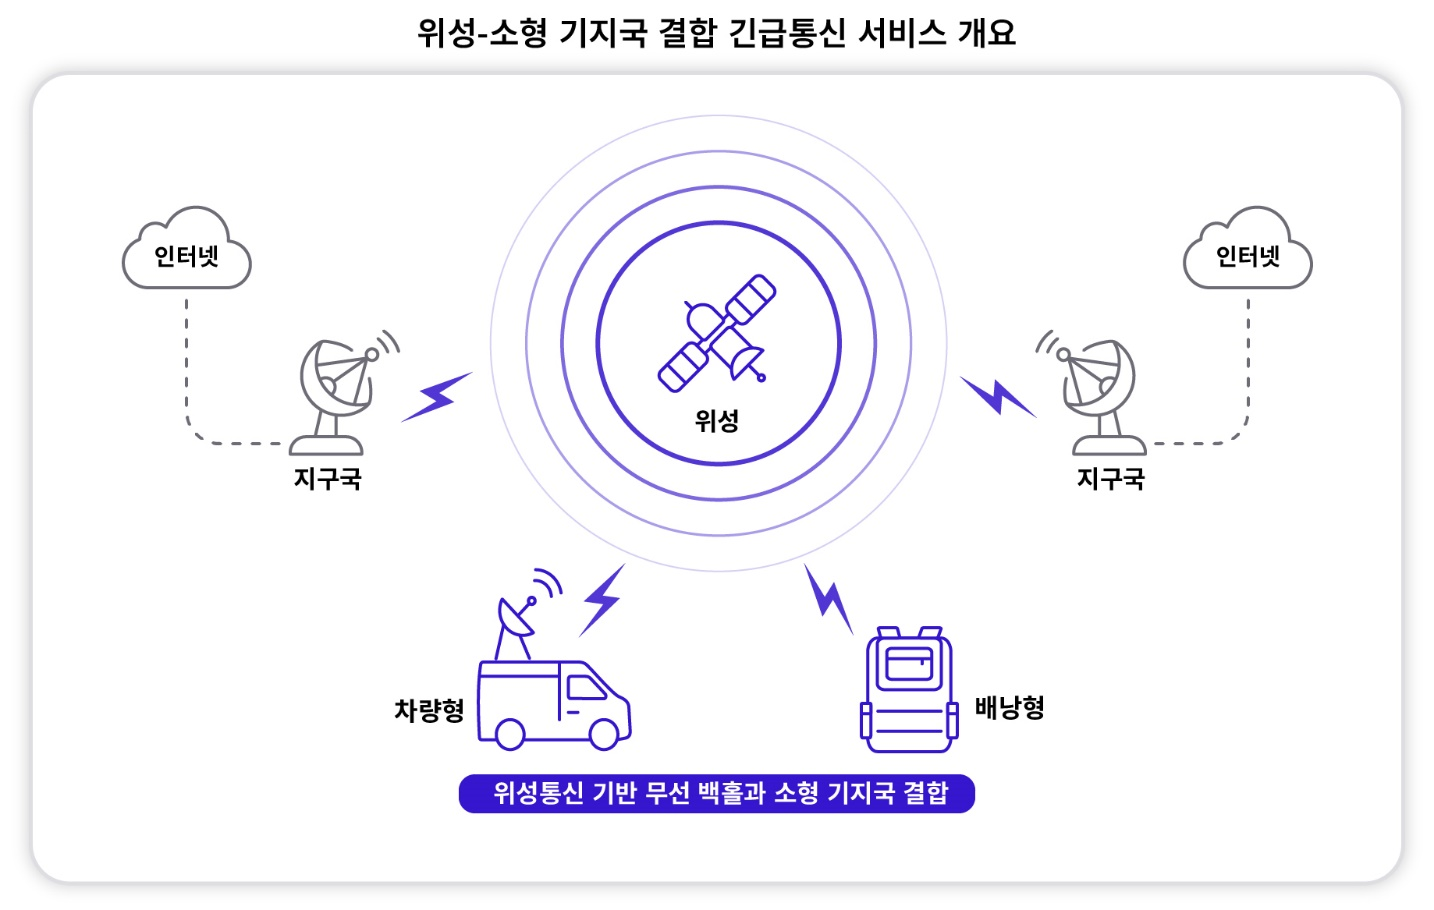 위성-소형 기지국 결합 긴급통신 서비스 개요
인터넷
인터넷
위성
지구국
지구국
차량형
배낭형
위성통신 기반 무선 백홀과 소형 기지국 결합